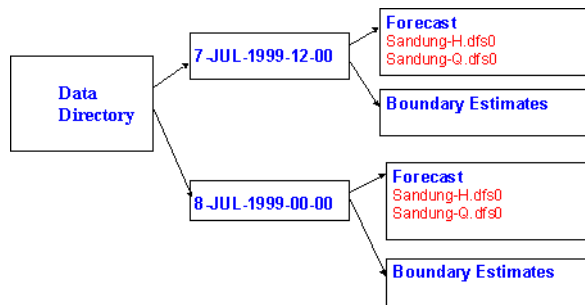 Data
Directory
7-JUL-1999-12-00
Forecast
Sandung-H.dfs0
Sandung-Q.dfs0
Boundary Estimates
8-JUL-1999-00-00
Forecast
Sandung-H.dfs0
Sandung-Q.dfs0
Boundary Estimates